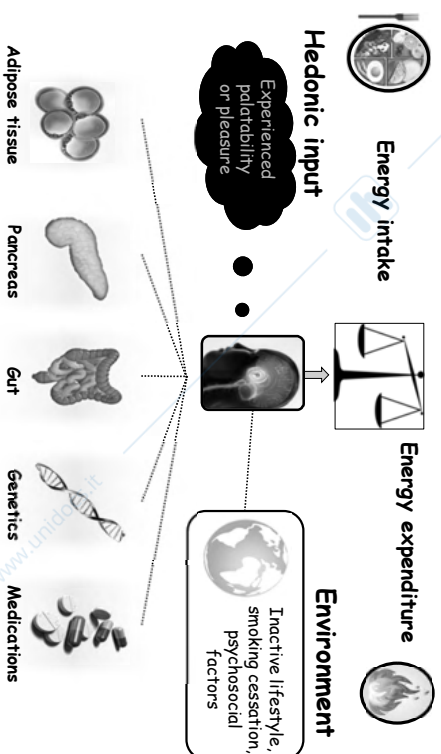 Energy intake
Energy expenditure
Hedonic input
Experienced
palatability
or pleasure
Environment
Inactive lifestyle,
smoking cessation,
psychosocial
factors
Adipose tissue
Pancreas
Gut
Genetics
Medications